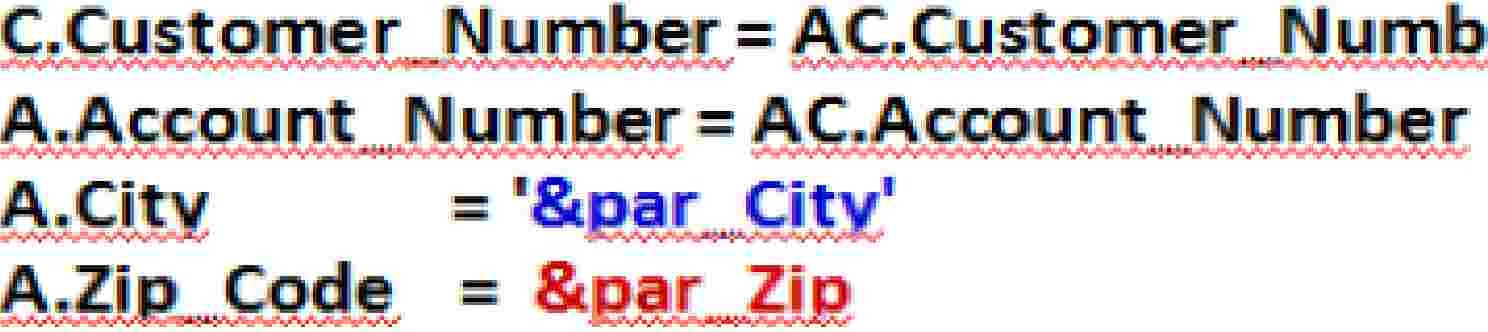 C.Customer_Number = AC.Customer_Numb
A.Account_Number = AC.Account_Number
A.City = '&par_City'
A.Zip_Code = &par_Zip